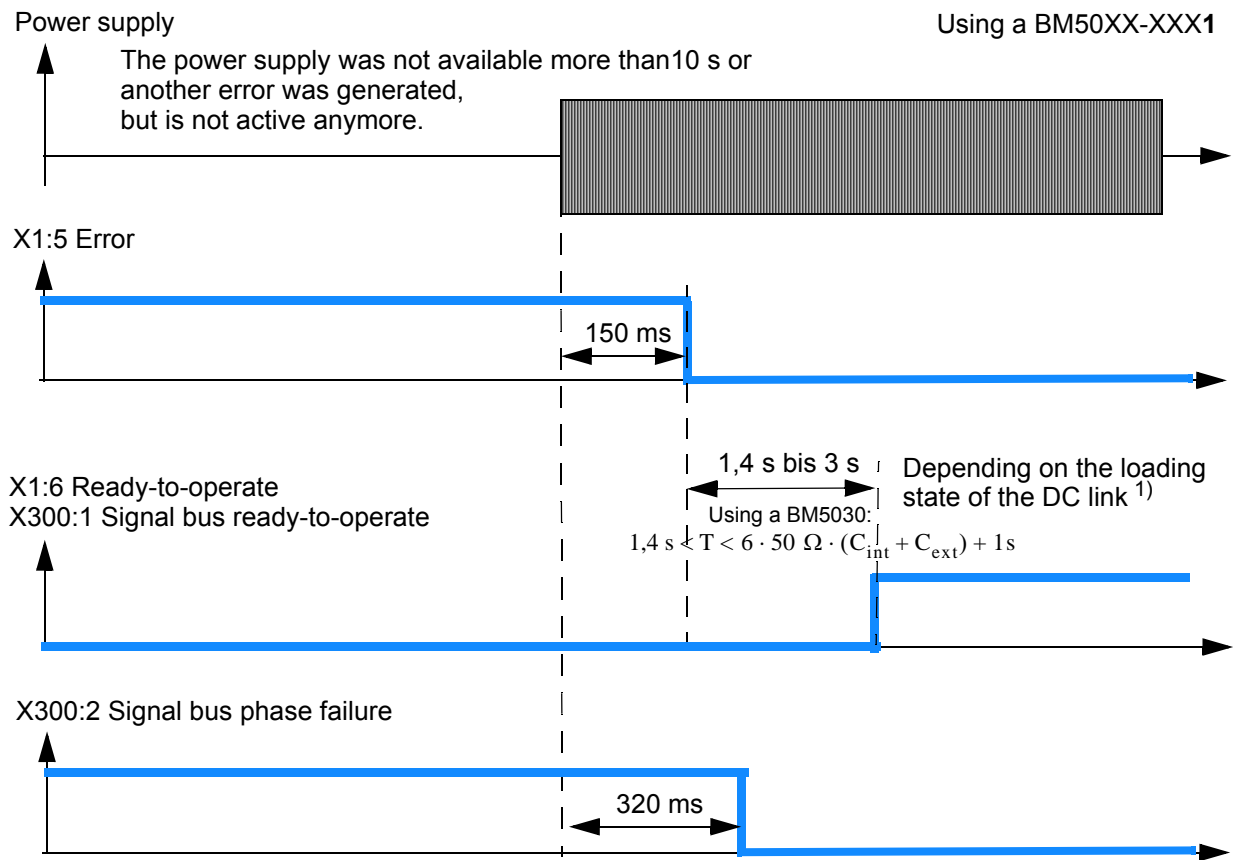 Power supply
Using a BM50XX-XXX1
The power supply was not available more than10 s or
another error was generated,
but is not active anymore.
X1:5 Error
150 ms
1,4 s bis 3 s
Depending on the loading
state of the DC link 1)
X1:6 Ready-to-operate
X300:1 Signal bus ready-to-operate
Using a BM5030:
1,4 s < T < 6 · 50 Ω · (Cint + Cext) + 1s
X300:2 Signal bus phase failure
320 ms